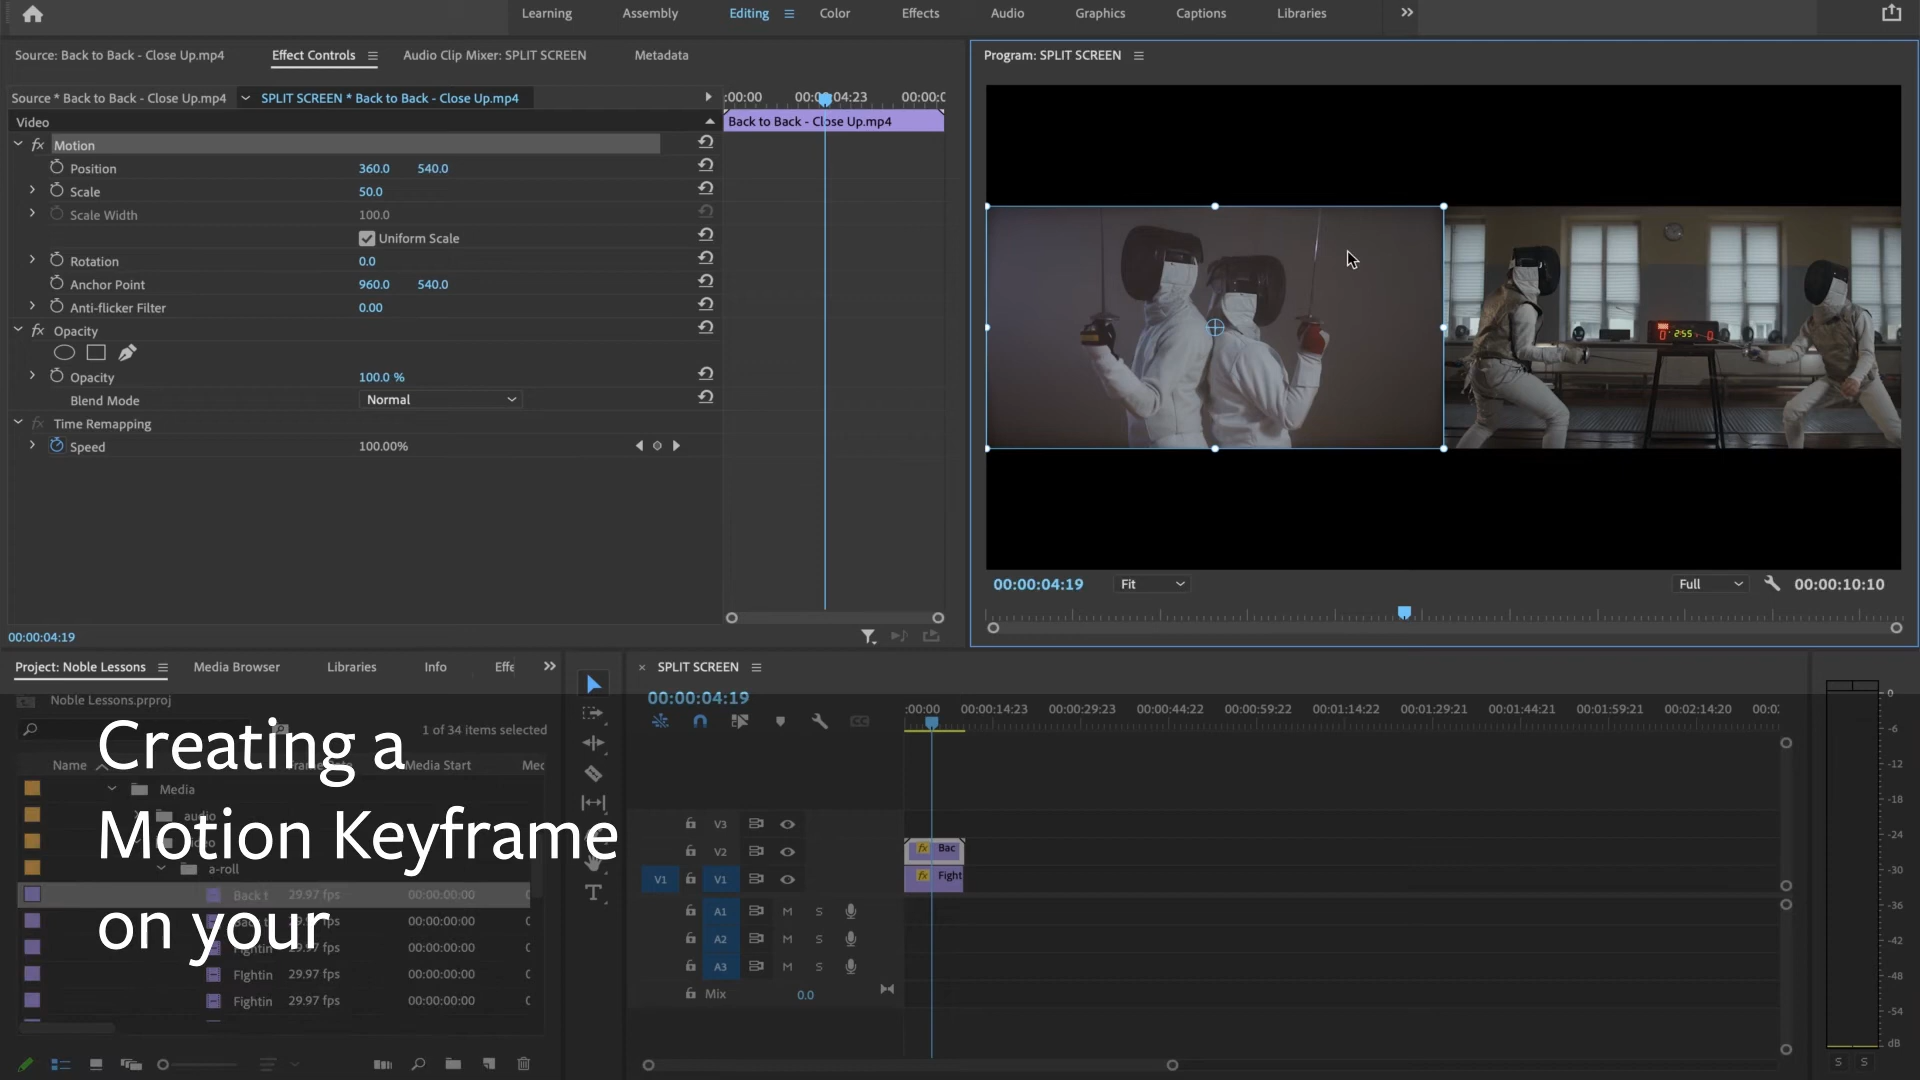 Learning Assembly Editing Color Effects Audio Graphics Captions Libraries
Source: Back to Back - Close Up.mp4 Effect Controls Audio Clip Mixer: SPLIT SCREEN Metadata
Program: SPLIT SCREEN
Source * Back to Back - Close Up.mp4 SPLIT SCREEN * Back to Back - Close Up.mp4
:00:00 04:23
Video
Back to Back - Close Up.mp4
fx Motion
Position 360.0 540.0
Scale 50.0
Scale Width 100.0
Uniform Scale
Rotation 0.0
Anchor Point 960.0 540.0
Anti-flicker Filter 0.00
fx Opacity
Opacity 100.0 %
Blend Mode Normal
fx Time Remapping
Speed 100.00%
0 2:55 0
00:00:04:19 Fit Full 00:00:10:10
00:00:04:19
Project: Noble Lessons Media Browser Libraries Info Effe
SPLIT SCREEN
Noble Lessons.prproj
00:00:04:19
:00:00 00:00:14:23 00:00:29:23 00:00:44:22 00:00:59:22 00:01:14:22 00:01:29:21 00:01:44:21 00:01:59:21 00:02:14:20 00:0
1 of 34 items selected
Name Media Start Mec
Media
a-roll
Back t 29.97 fps 00:00:00:00
fps 00:00:00:00
Fightin fps 00:00:00:00
FIghtin 29.97 fps 00:00:00:00
Fightin 29.97 fps 00:00:00:00
Creating a
Motion Keyframe
on your
T
V3
V2 fx Bac
V1 V1 fx Fight
A1 M S
A2 M S
A3 M S
Mix 0.0
0
-6
-12
-18
-24
-30
-36
-42
-48
-54
dB
S S